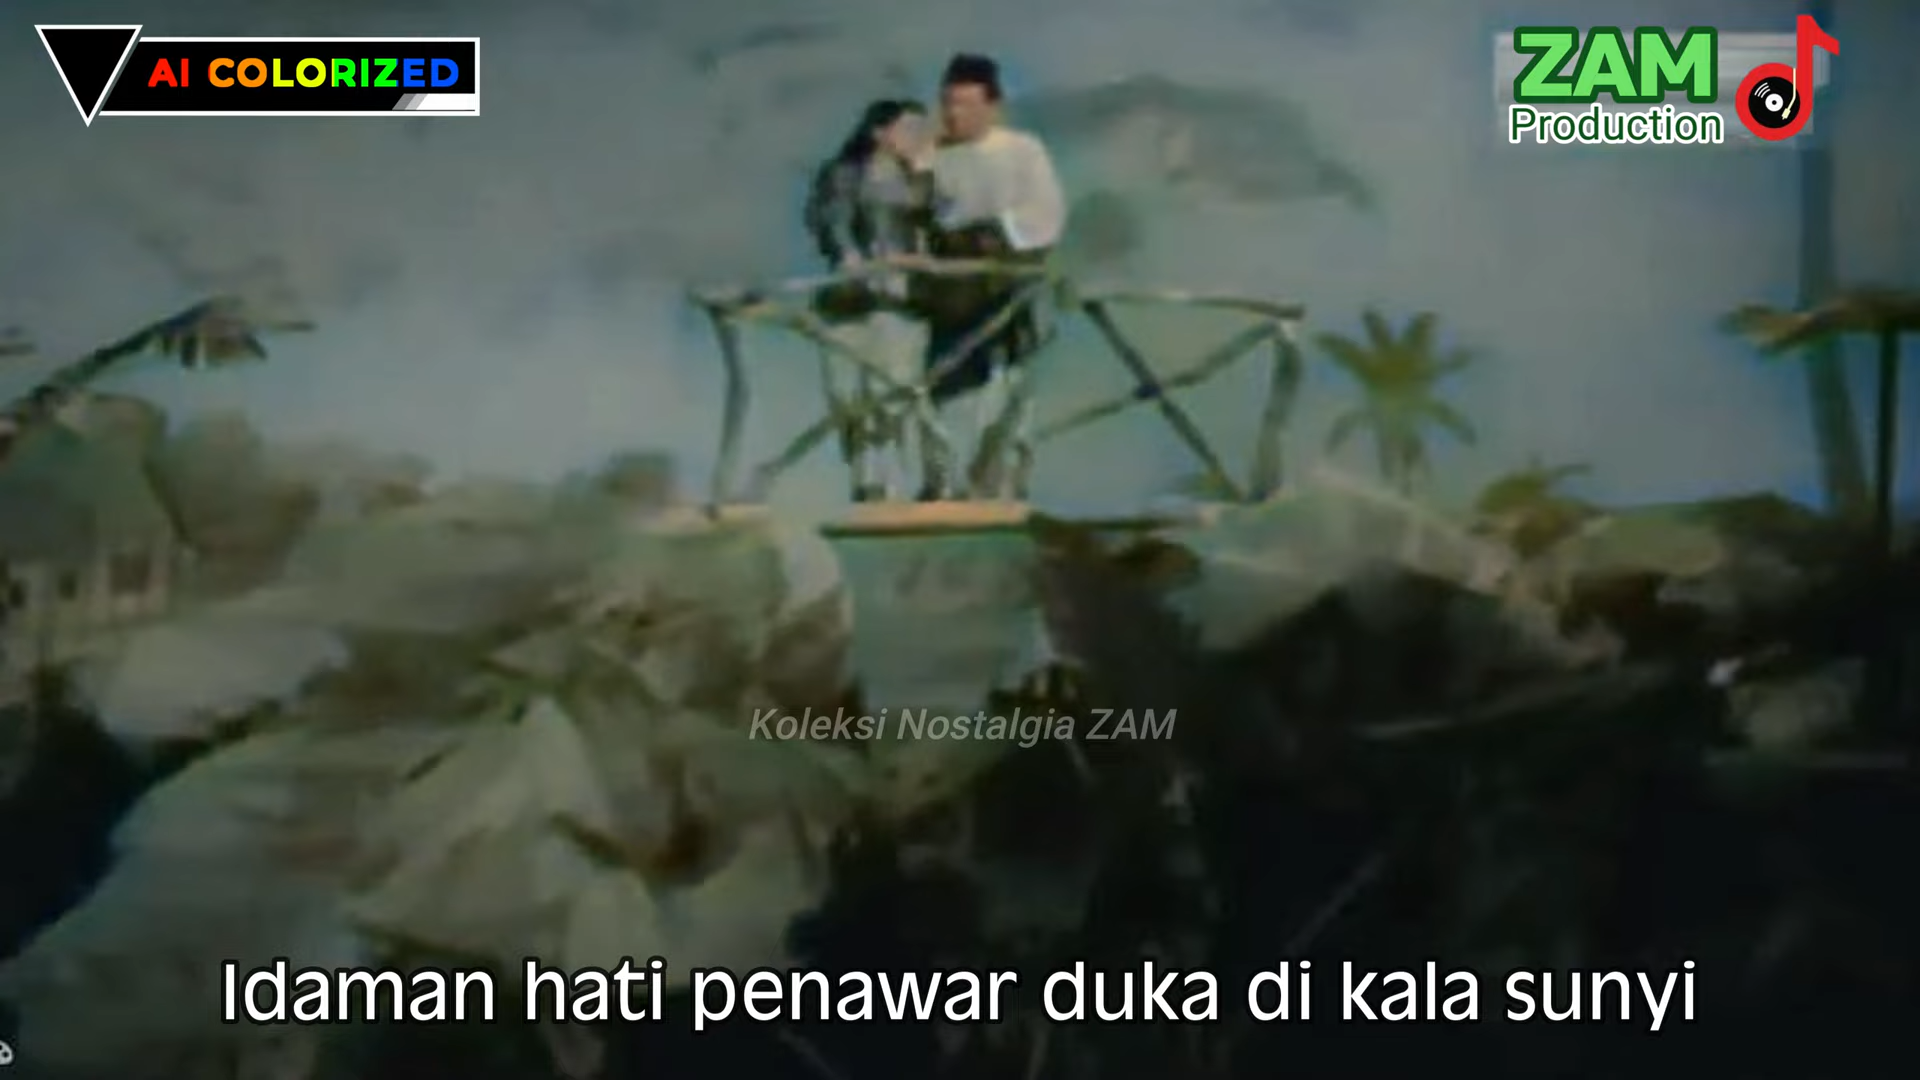 AI COLORIZED
ZAM
Production
Koleksi Nostalgia ZAM
Idaman hati penawar duka di kala sunyi